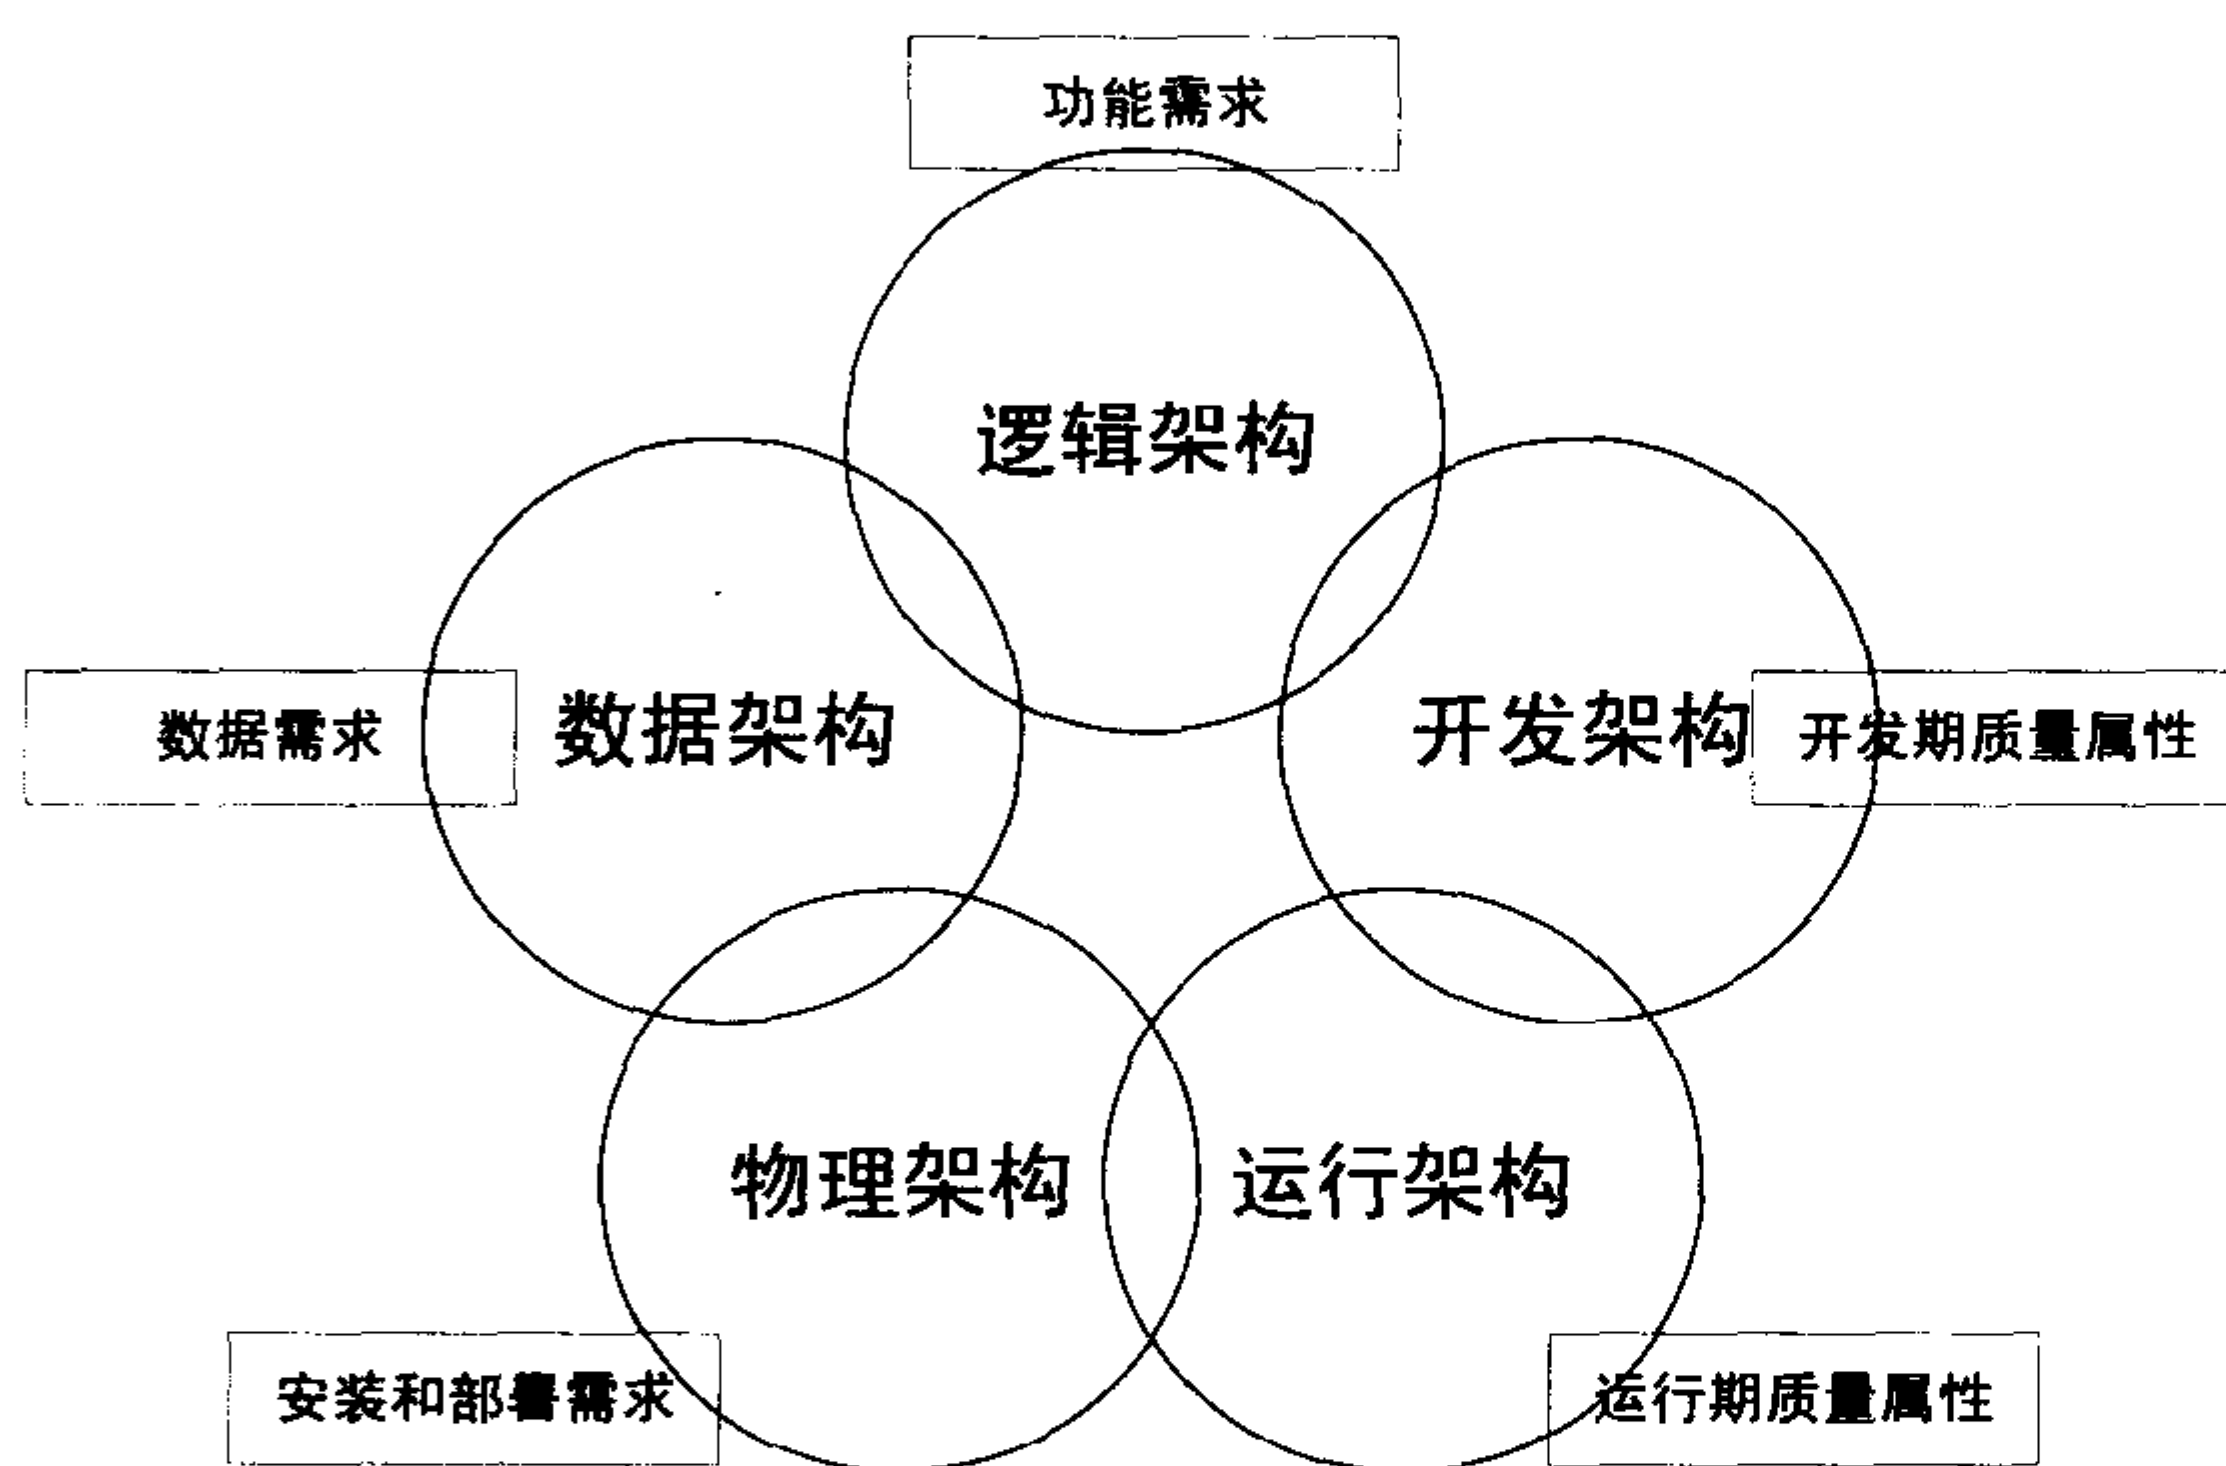 功能需求
逻辑架构
数据需求
数据架构
开发架构
开发期质量属性
物理架构
运行架构
安装和部署需求
运行期质量属性